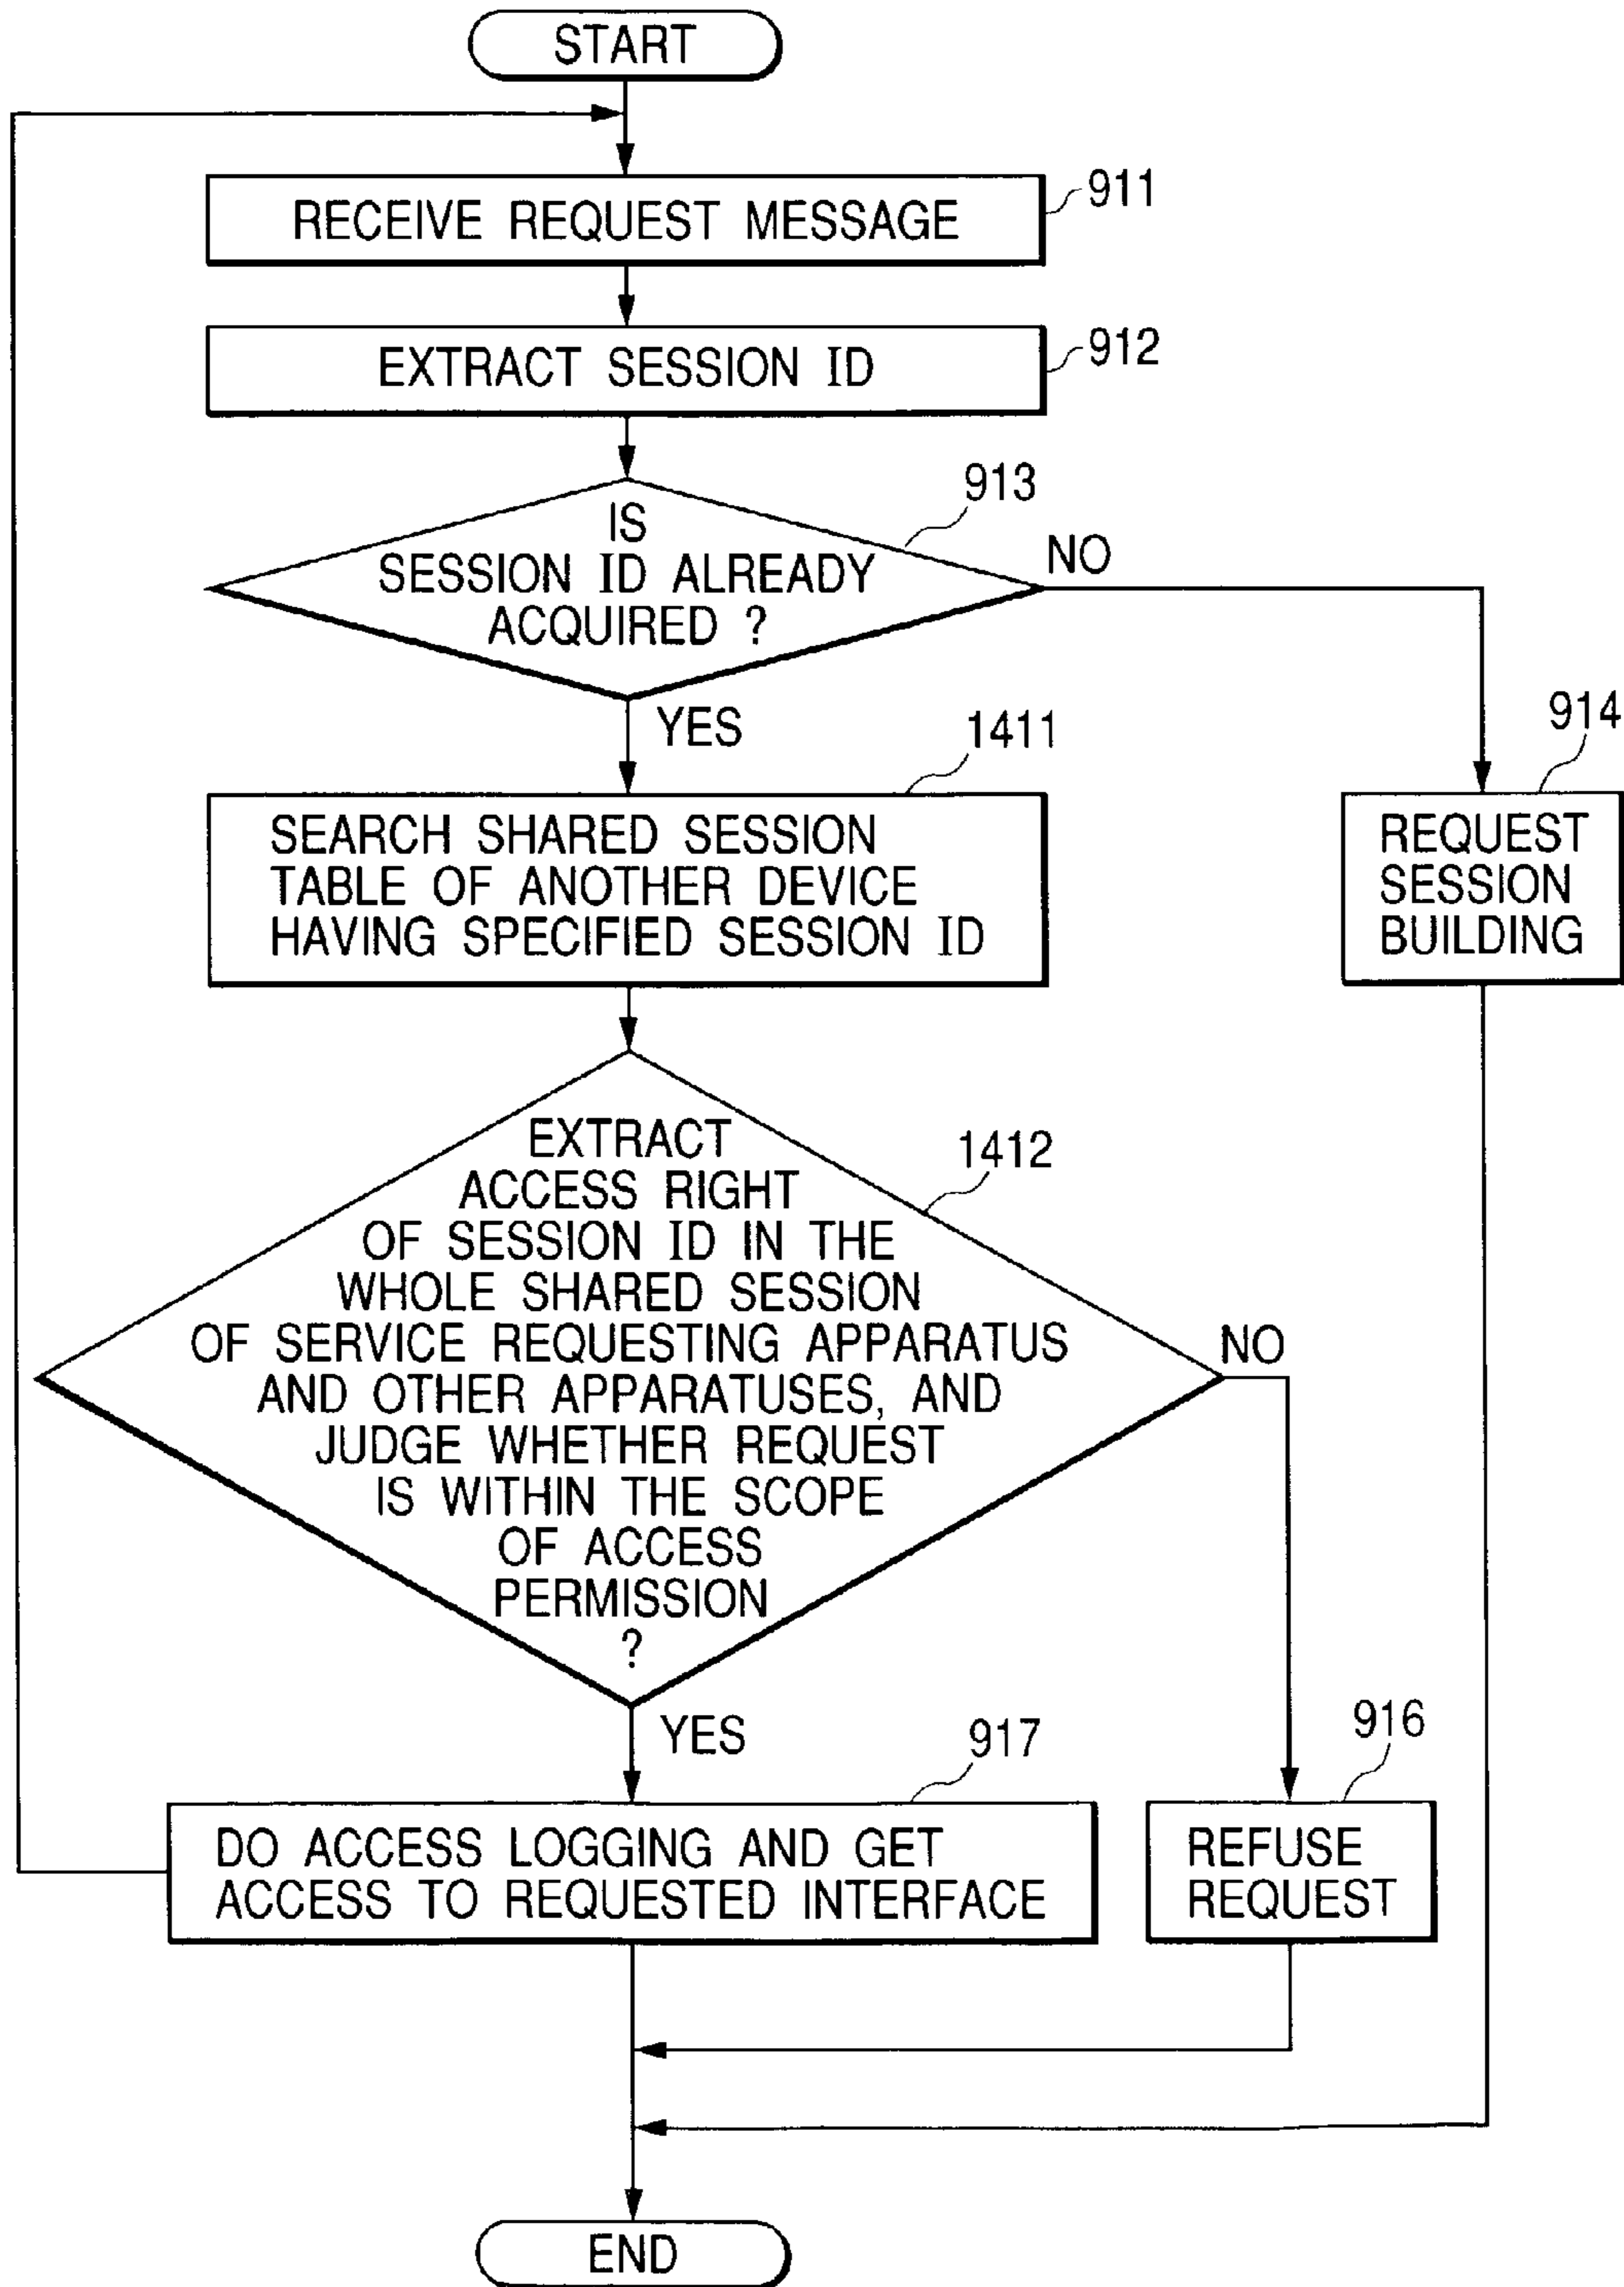 START
RECEIVE REQUEST MESSAGE
911
EXTRACT SESSION ID
912
913
IS
SESSION ID ALREADY
ACQUIRED ?
NO
YES
1411
914
SEARCH SHARED SESSION
TABLE OF ANOTHER DEVICE
HAVING SPECIFIED SESSION ID
REQUEST
SESSION
BUILDING
1412
EXTRACT
ACCESS RIGHT
OF SESSION ID IN THE
WHOLE SHARED SESSION
OF SERVICE REQUESTING APPARATUS
AND OTHER APPARATUSES, AND
JUDGE WHETHER REQUEST
IS WITHIN THE SCOPE
OF ACCESS
PERMISSION
?
NO
YES
917
916
DO ACCESS LOGGING AND GET
ACCESS TO REQUESTED INTERFACE
REFUSE
REQUEST
END